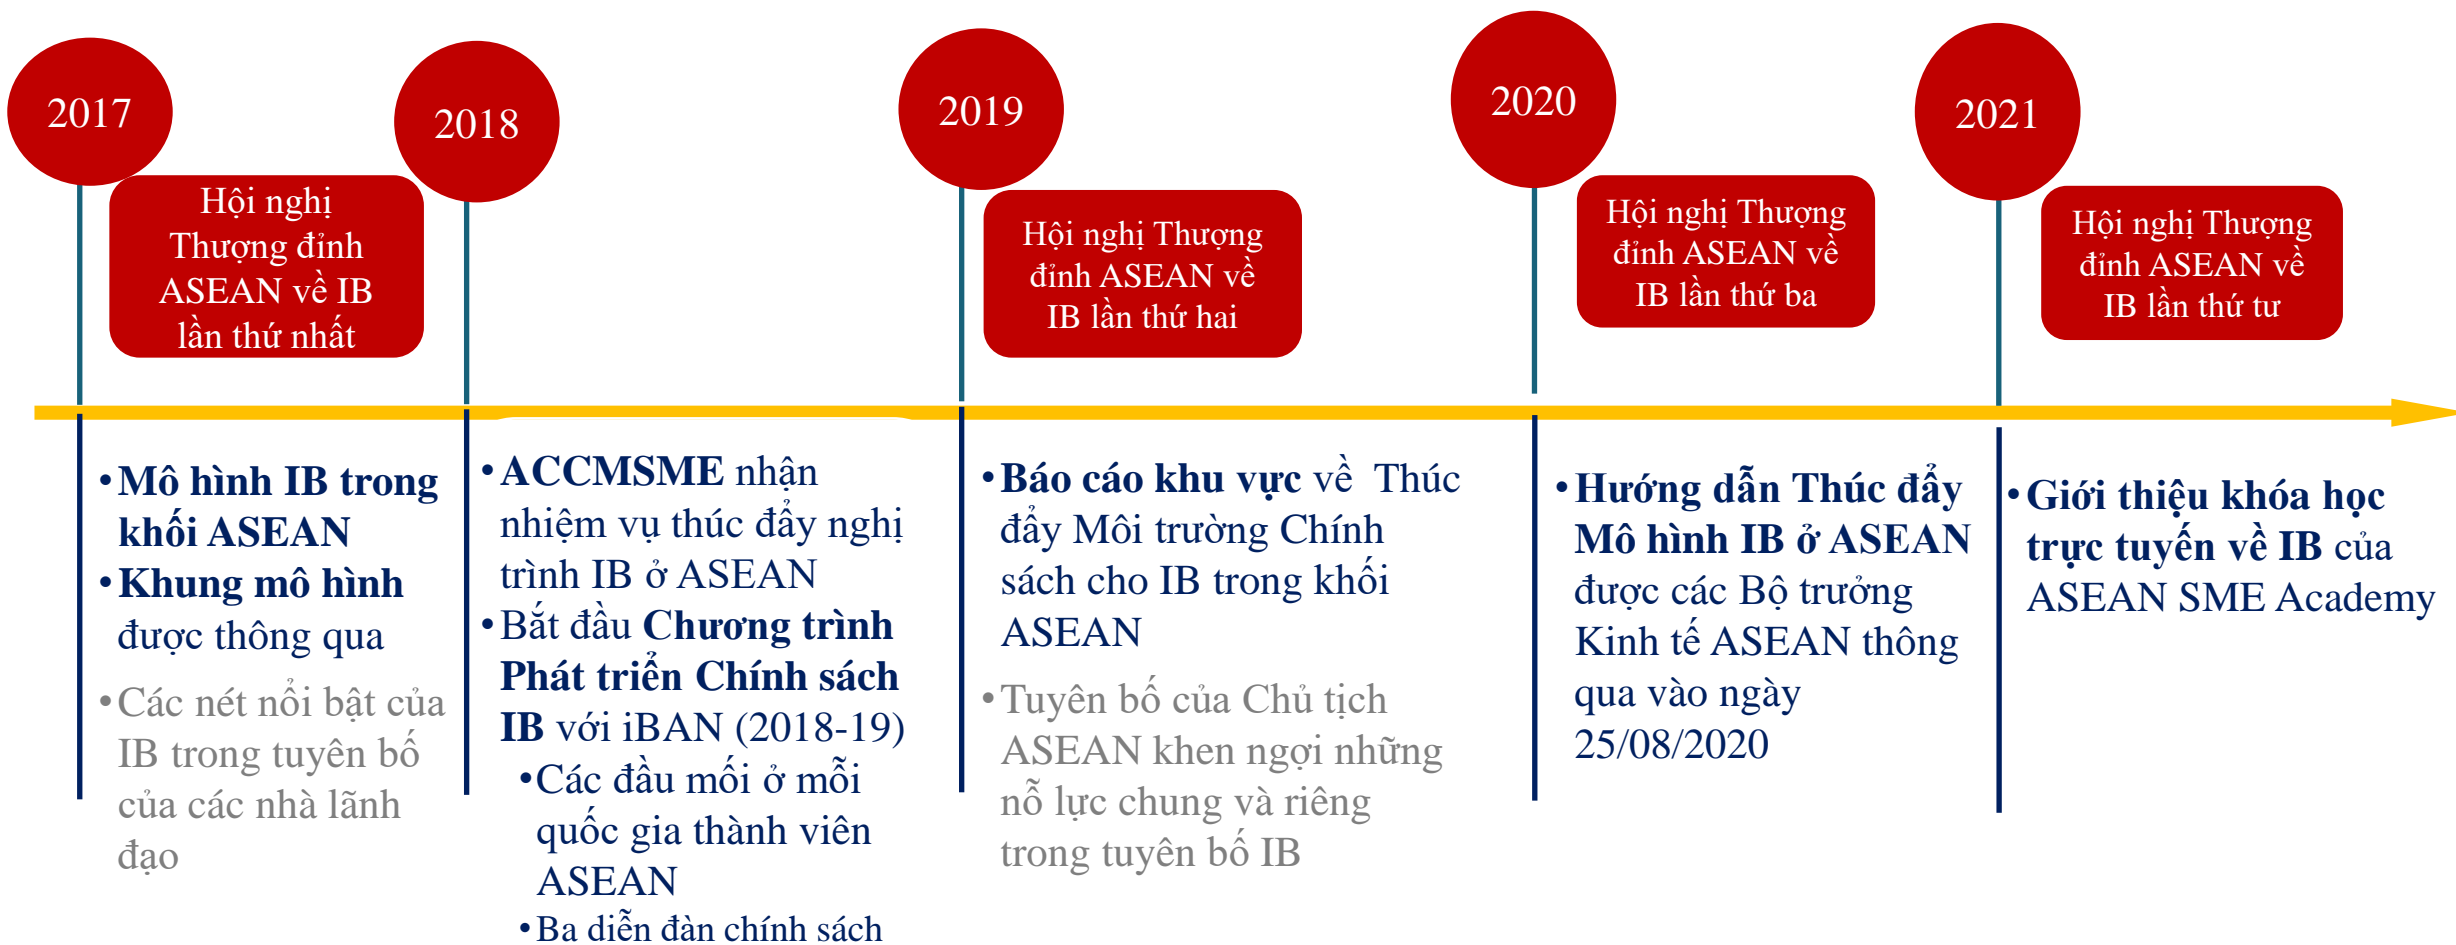 2017
Hội nghị
Thượng đỉnh
ASEAN về IB
lần thứ nhất
2018
2019
Hội nghị Thượng
đỉnh ASEAN về
IB lần thứ hai
2020
Hội nghị Thượng
đỉnh ASEAN về
IB lần thứ ba
2021
Hội nghị Thượng
đỉnh ASEAN về
IB lần thứ tư
•Mô hình IB trong
khối ASEAN
•Khung mô hình
được thông qua
•Các nét nổi bật của
IB trong tuyên bố
của các nhà lãnh
đạo
•ACCMSME nhận
nhiệm vụ thúc đẩy nghị
trình IB ở ASEAN
•Bắt đầu Chương trình
Phát triển Chính sách
IB với iBAN (2018-19)
•Các đầu mối ở mỗi
quốc gia thành viên
ASEAN
•Ba diễn đàn chính sách
•Báo cáo khu vực về Thúc
đẩy Môi trường Chính
sách cho IB trong khối
ASEAN
•Tuyên bố của Chủ tịch
ASEAN khen ngợi những
nỗ lực chung và riêng
trong tuyên bố IB
•Hướng dẫn Thúc đẩy
Mô hình IB ở ASEAN
được các Bộ trưởng
Kinh tế ASEAN thông
qua vào ngày
25/08/2020
•Giới thiệu khóa học
trực tuyến về IB của
ASEAN SME Academy